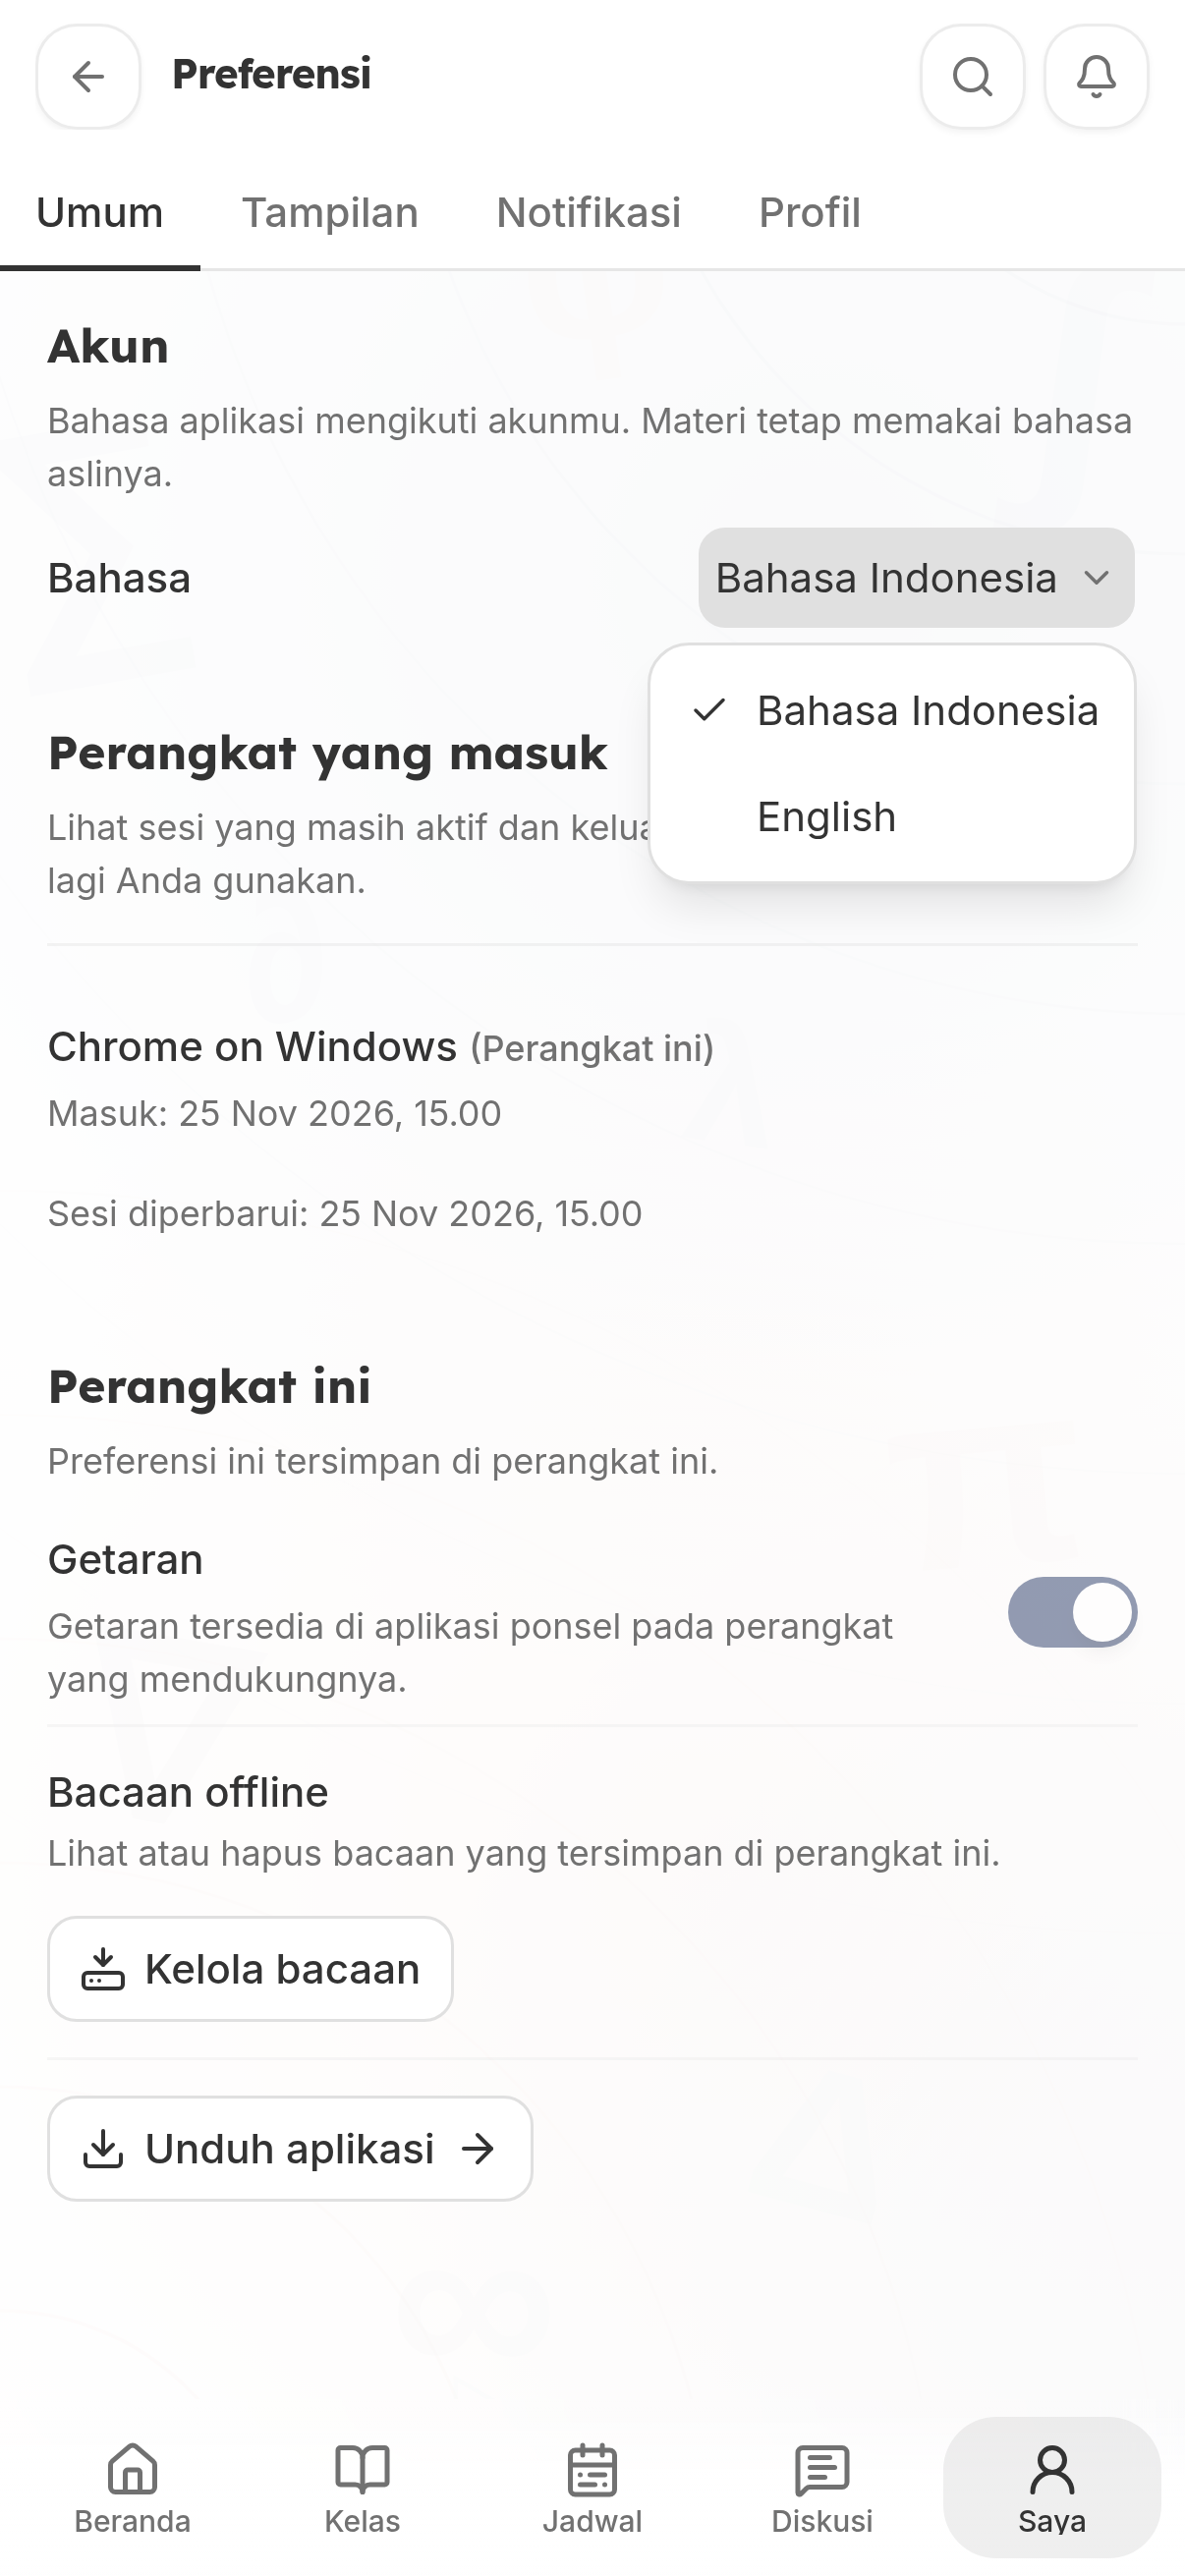 Preferensi
Umum
Tampilan
Notifikasi
Profil
Akun
Bahasa aplikasi mengikuti akunmu. Materi tetap memakai bahasa
aslinya.
Bahasa
Bahasa Indonesia
Bahasa Indonesia
English
Perangkat yang masuk
Lihat sesi yang masih aktif dan
lagi Anda gunakan.
Chrome on Windows (Perangkat ini)
Masuk: 25 Nov 2026, 15.00
Sesi diperbarui: 25 Nov 2026, 15.00
Perangkat ini
Preferensi ini tersimpan di perangkat ini.
Getaran
Getaran tersedia di aplikasi ponsel pada perangkat
yang mendukungnya.
Bacaan offline
Lihat atau hapus bacaan yang tersimpan di perangkat ini.
Kelola bacaan
Unduh aplikasi
Beranda
Kelas
Jadwal
Diskusi
Saya